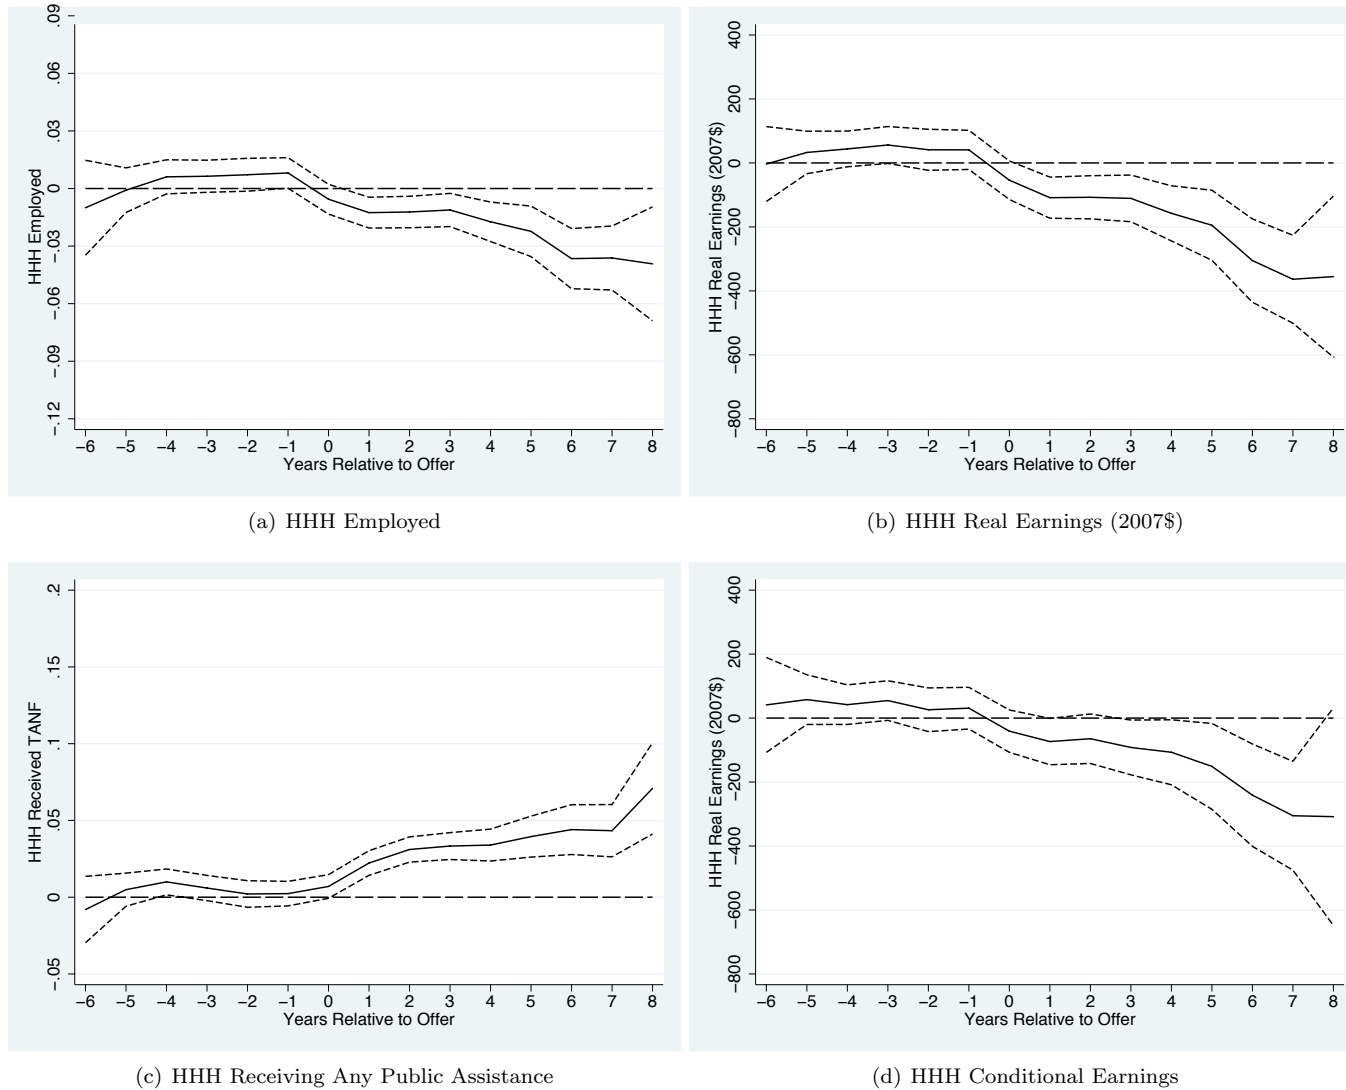 HHH Employed
.09
.06
.03
0
−.03
−.06
−.09
−.12
−6 −5 −4 −3 −2 −1 0 1 2 3 4 5 6 7 8
Years Relative to Offer
(a) HHH Employed
HHH Real Earnings (2007$)
400
200
0
−200
−400
−600
−800
−6 −5 −4 −3 −2 −1 0 1 2 3 4 5 6 7 8
Years Relative to Offer
(b) HHH Real Earnings (2007$)
HHH Received TANF
.2
.15
.1
.05
0
−.05
−6 −5 −4 −3 −2 −1 0 1 2 3 4 5 6 7 8
Years Relative to Offer
(c) HHH Receiving Any Public Assistance
HHH Real Earnings (2007$)
400
200
0
−200
−400
−600
−800
−6 −5 −4 −3 −2 −1 0 1 2 3 4 5 6 7 8
Years Relative to Offer
(d) HHH Conditional Earnings